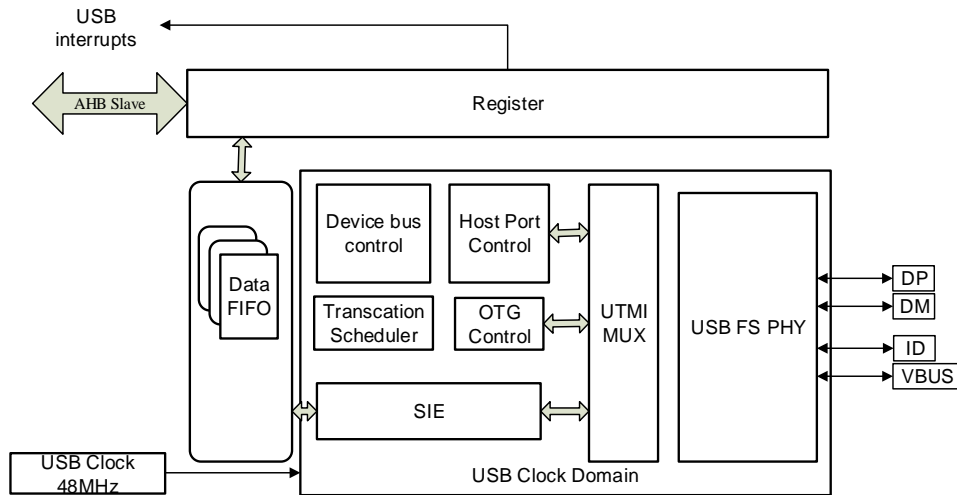 USB
interrupts
AHB Slave
Register
Device bus
control
Host Port
Control
Data
FIFO
Transcation
Scheduler
OTG
Control
UTMI
MUX
USB FS PHY
DP
DM
ID
VBUS
SIE
USB Clock
48MHz
USB Clock Domain